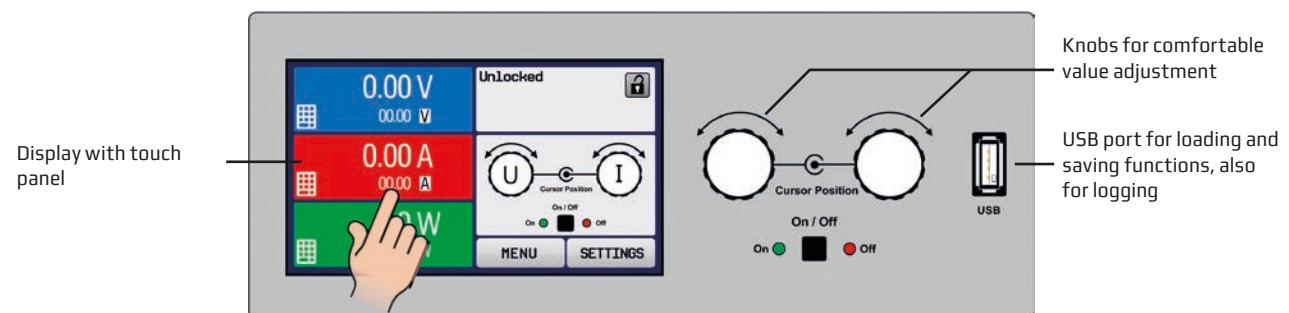 Display with touch
panel
0.00 V
00.00 V
0.00 A
00.00 A
W
Unlocked
U
I
Cursor Position
On / Off
On
Off
MENU
SETTINGS
Cursor Position
On / Off
On
Off
USB
Knobs for comfortable
value adjustment
USB port for loading and
saving functions, also
for logging